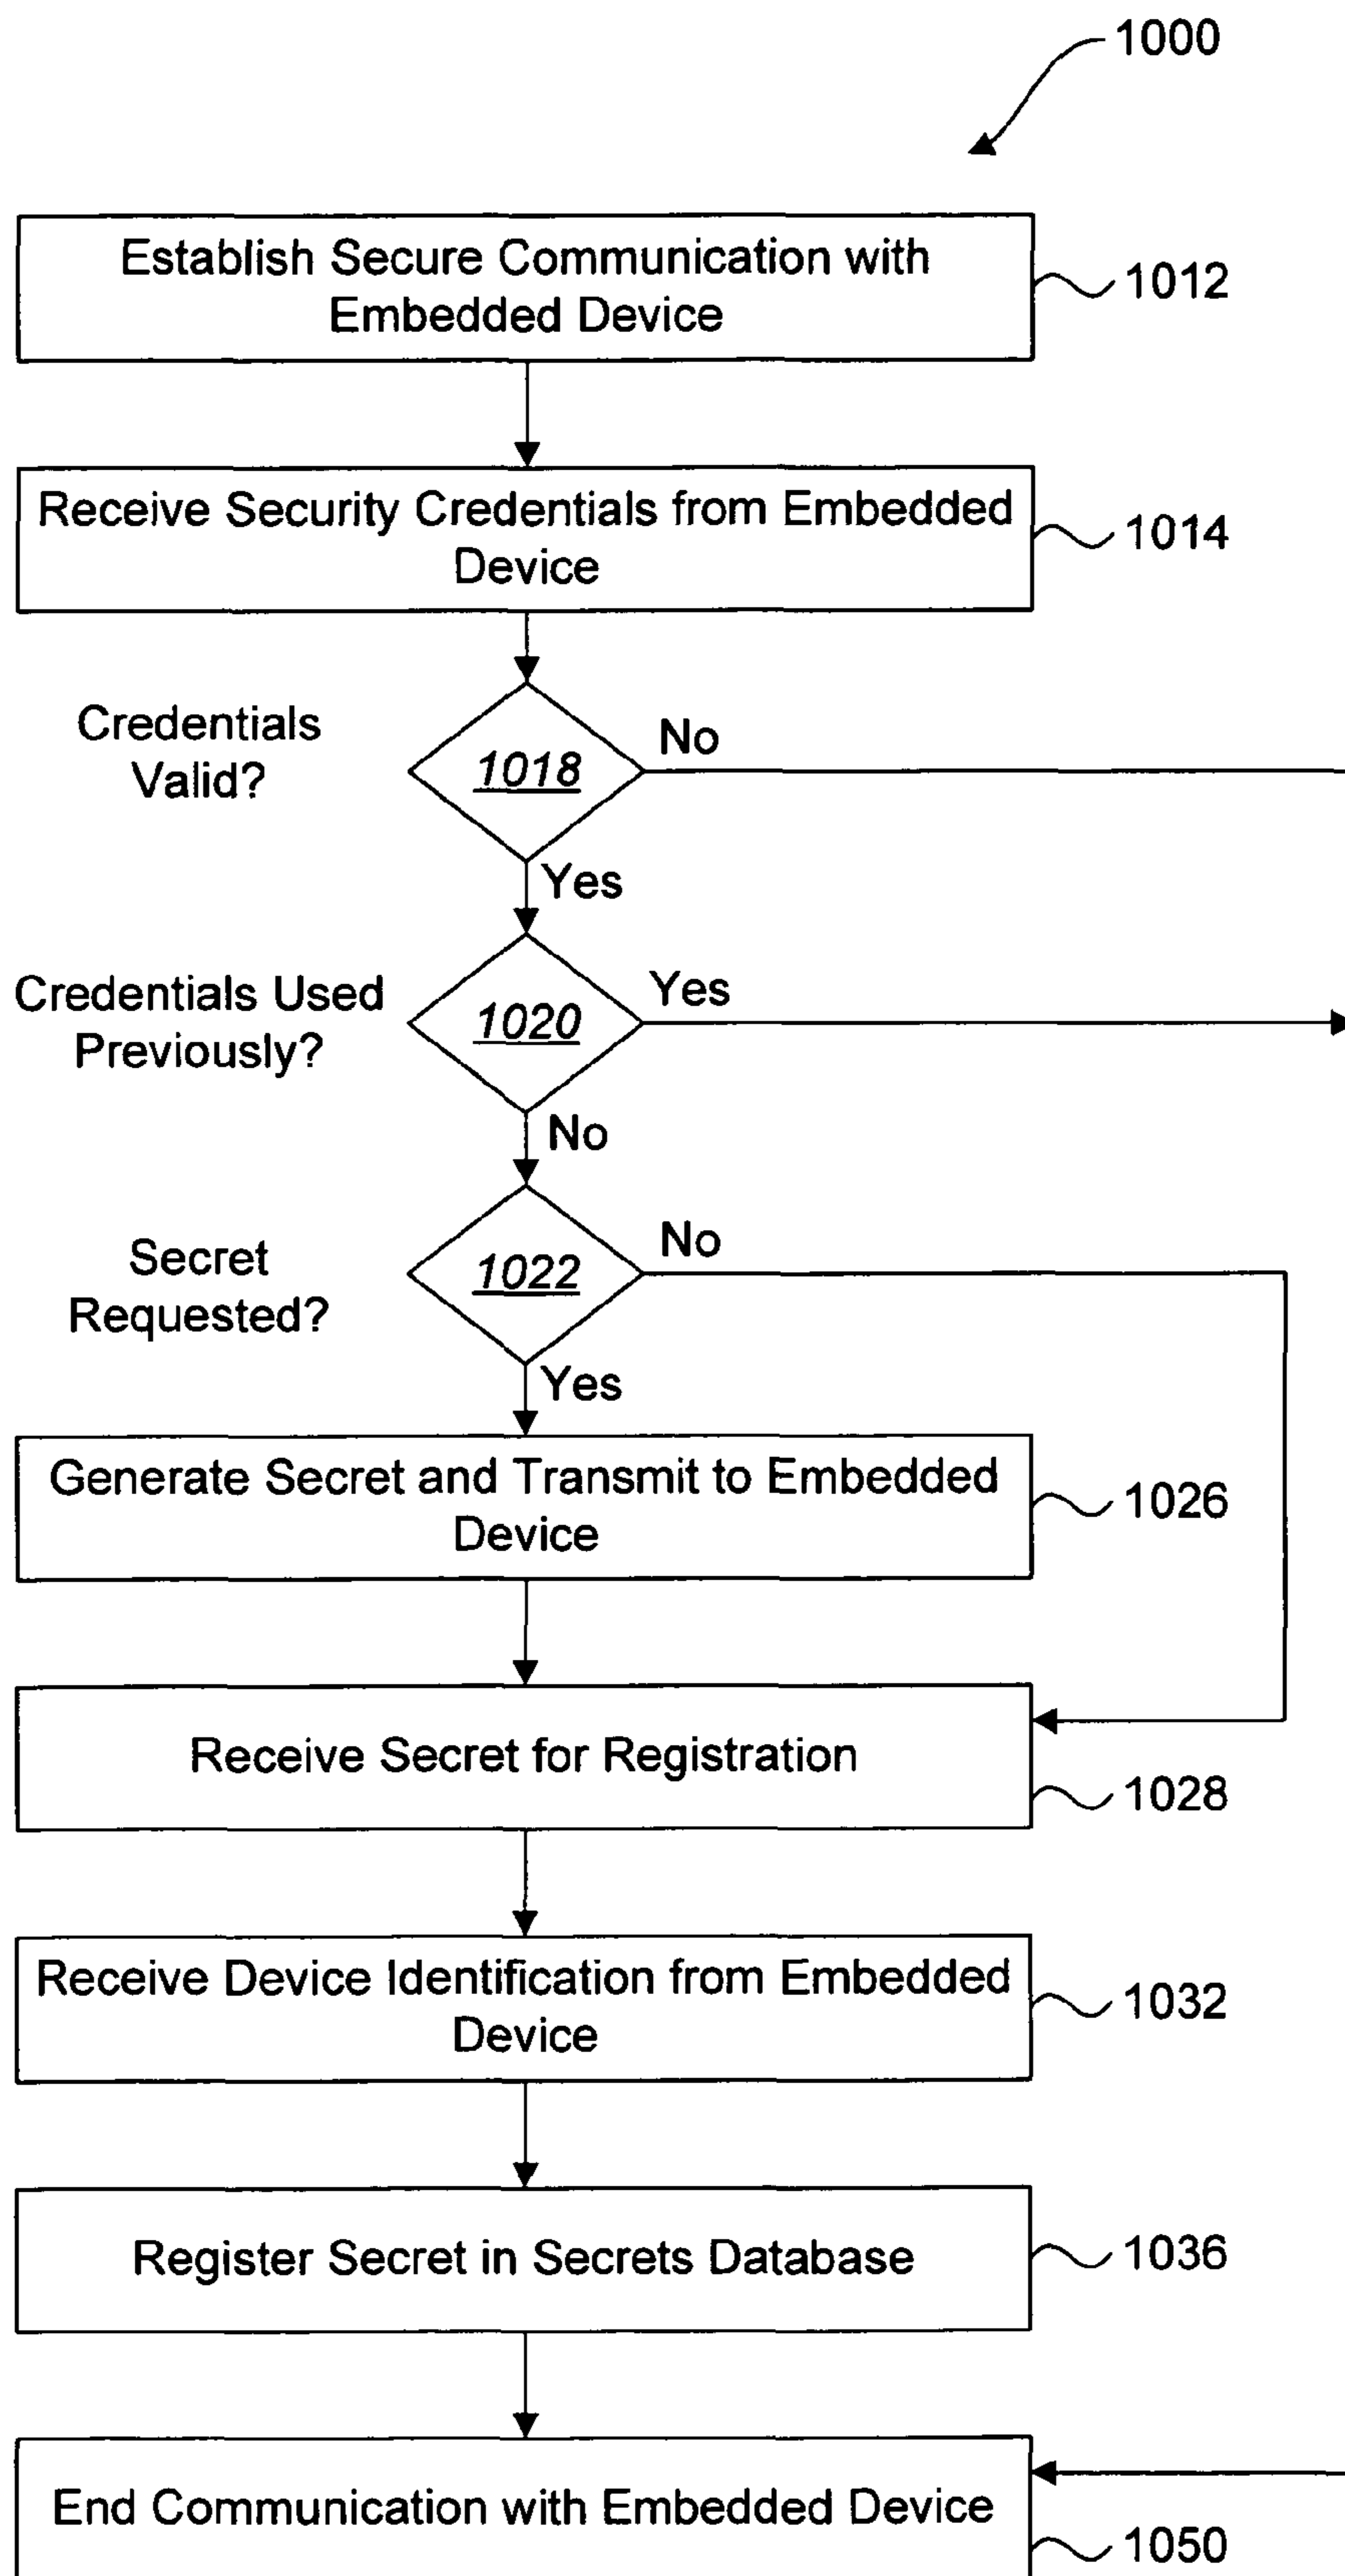 1000
Establish Secure Communication with
Embedded Device
1012
Receive Security Credentials from Embedded
Device
1014
Credentials
Valid?
1018
No
Yes
Credentials Used
Previously?
1020
Yes
No
Secret
Requested?
1022
No
Yes
Generate Secret and Transmit to Embedded
Device
1026
Receive Secret for Registration
1028
Receive Device Identification from Embedded
Device
1032
Register Secret in Secrets Database
1036
End Communication with Embedded Device
1050